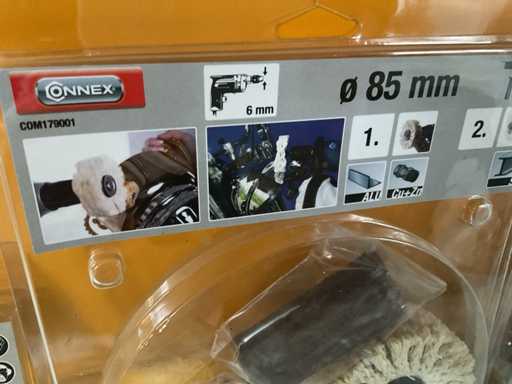 CONNEX
COM179001
6 mm
ø 85 mm
1.
2.
ALU
Cu+Zn